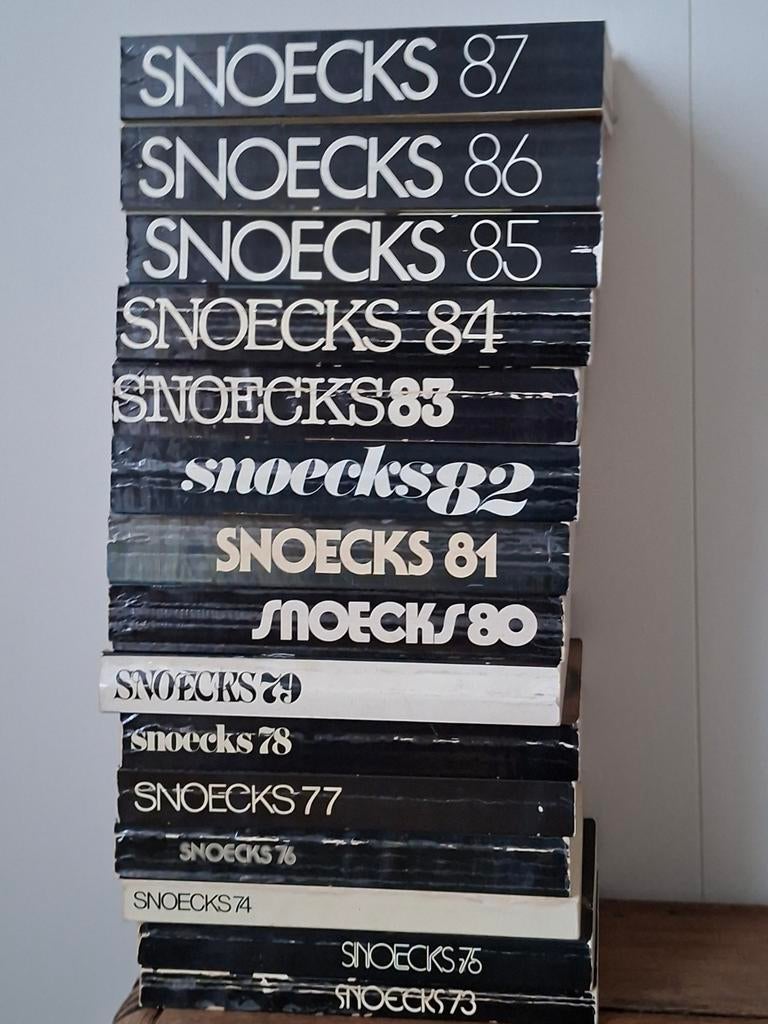 SNOECKS 87
SNOECKS 86
SNOECKS 85
SNOECKS 84
SNOECKS 83
snoecks 82
SNOECKS 81
SNOECKS 80
SNOECKS 79
snoecks 78
SNOECKS 77
SNOECKS 76
SNOECKS 74
SNOECKS 75
SNOECKS 73